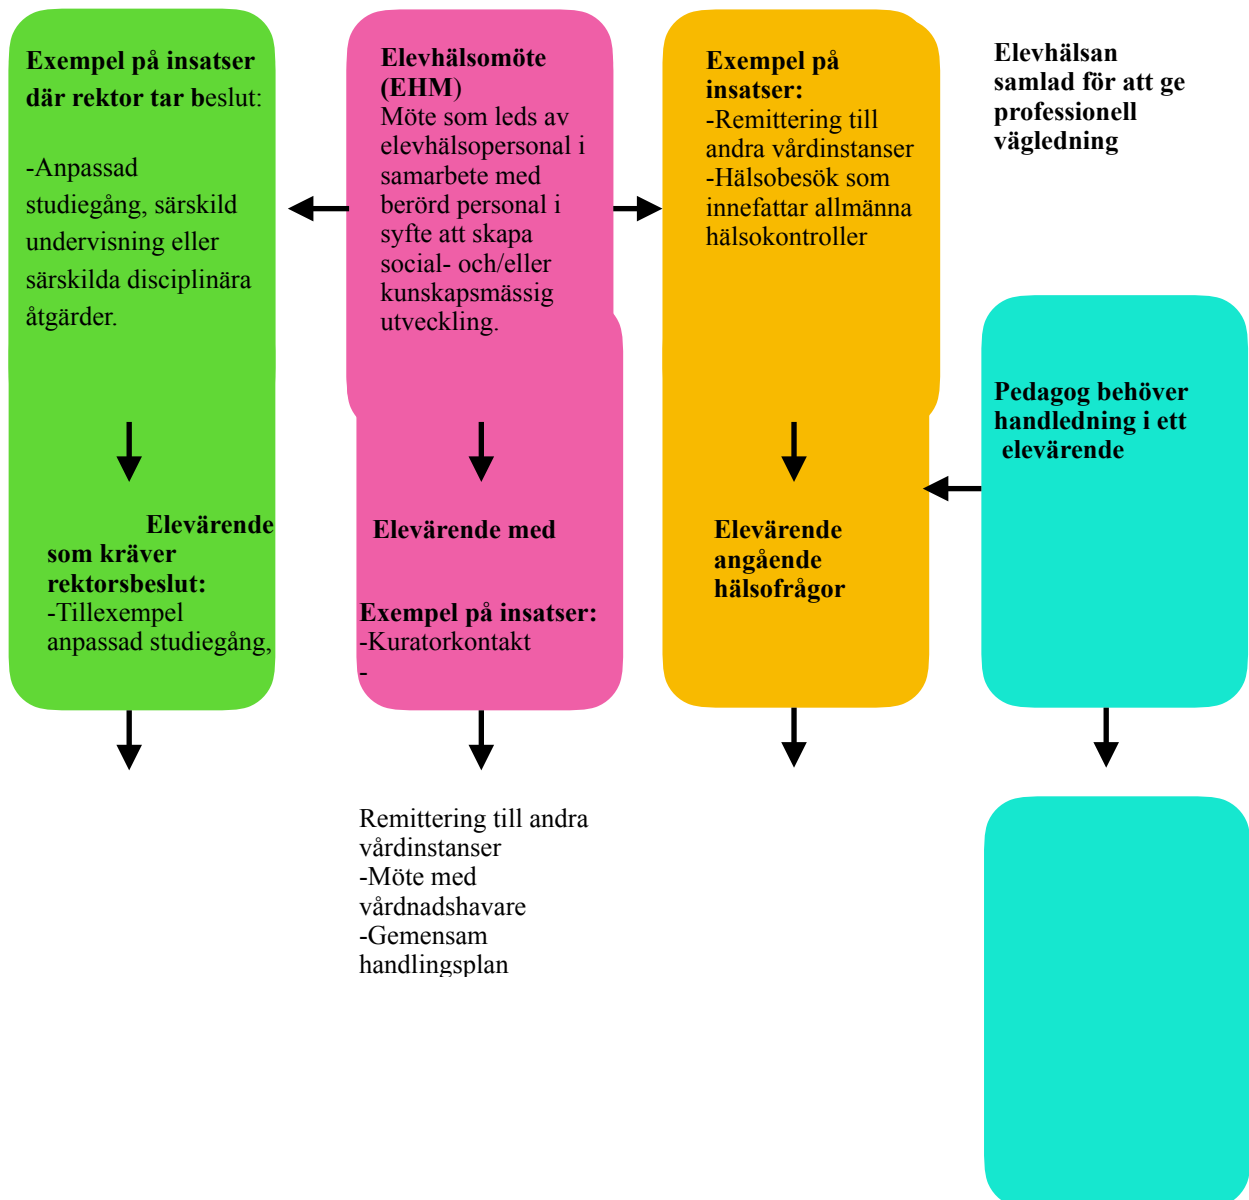 Exempel på insatser
där rektor tar beslut:
-Anpassad
studiegång, särskild
undervisning eller
särskilda disciplinära
åtgärder.
Elevärende
som kräver
rektorsbeslut:
-Tillexempel
anpassad studiegång,
Elevhälsomöte
(EHM)
Möte som leds av
elevhälsopersonal i
samarbete med
berörd personal i
syfte att skapa
social- och/eller
kunskapsmässig
utveckling.
Elevärende med
Exempel på insatser:
-Kuratorkontakt
-
Remittering till andra
vårdinstanser
-Möte med
vårdnadshavare
-Gemensam
handlingsplan
Exempel på
insatser:
-Remittering till
andra vårdinstanser
-Hälsobesök som
innefattar allmänna
hälsokontroller
Elevärende
angående
hälsofrågor
Elevhälsan
samlad för att ge
professionell
vägledning
Pedagog behöver
handledning i ett
elevärende